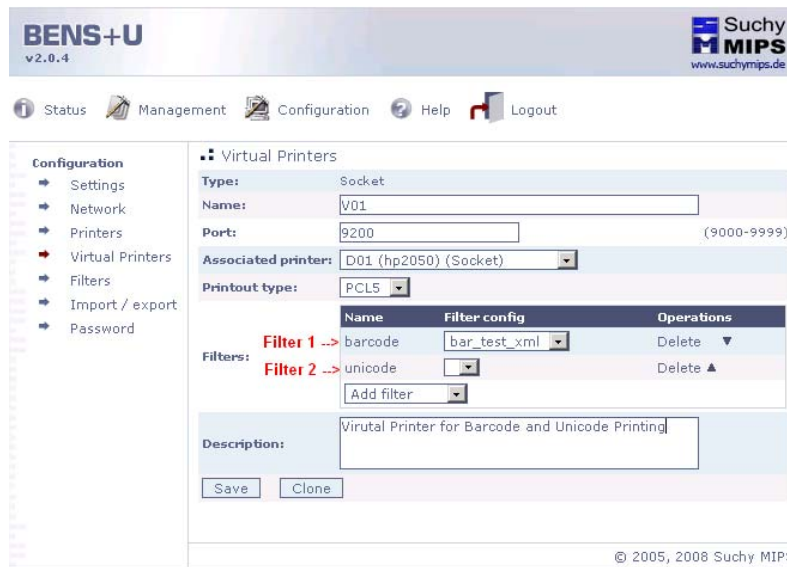 BENS+U
v2.0.4
Suchy
MIPS
www.suchymips.de
Status Management Configuration Help Logout
Configuration
Settings
Network
Printers
Virtual Printers
Filters
Import / export
Password
Virtual Printers
Type: Socket
Name: V01
Port: 9200 (9000-9999)
Associated printer: D01 (hp2050) (Socket)
Printout type: PCL5
Filters:
Name Filter config Operations
Filter 1 --> barcode bar_test_xml Delete ▼
Filter 2 --> unicode Delete ▲
Add filter
Description: Virutal Printer for Barcode and Unicode Printing
Save Clone
© 2005, 2008 Suchy MIPS